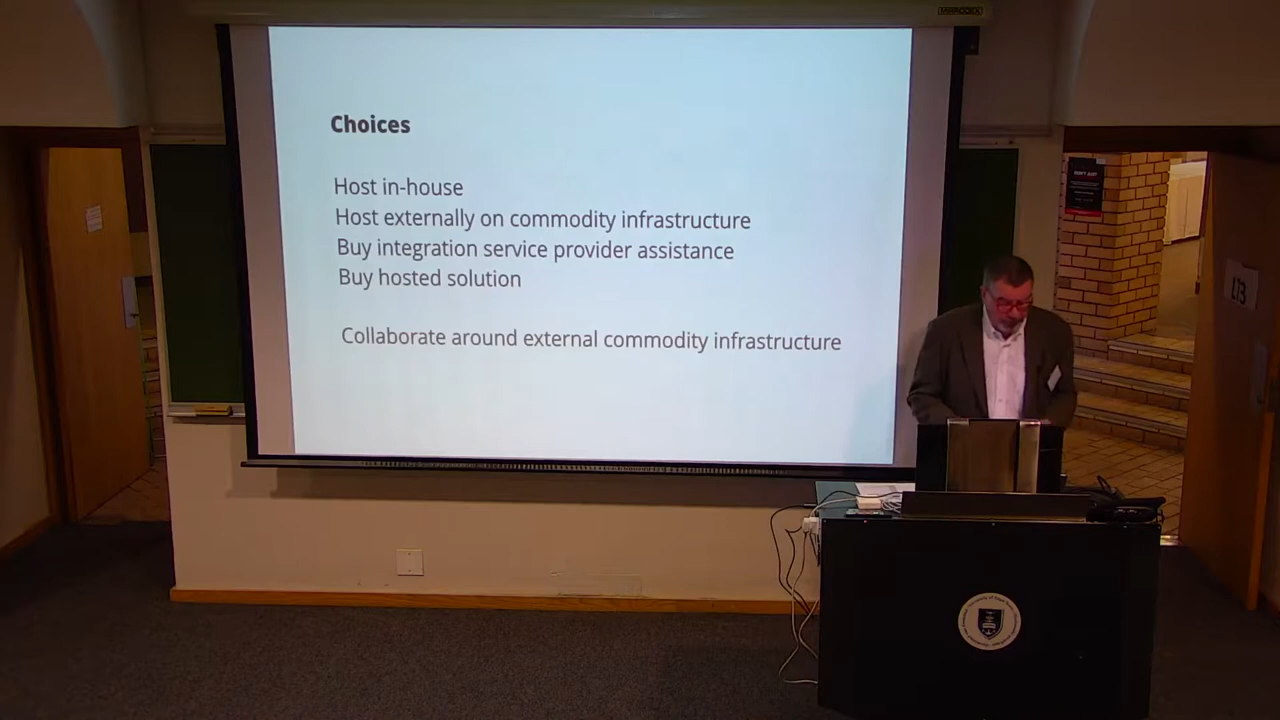 Choices
Host in-house
Host externally on commodity infrastructure
Buy integration service provider assistance
Buy hosted solution
Collaborate around external commodity infrastructure
LT3